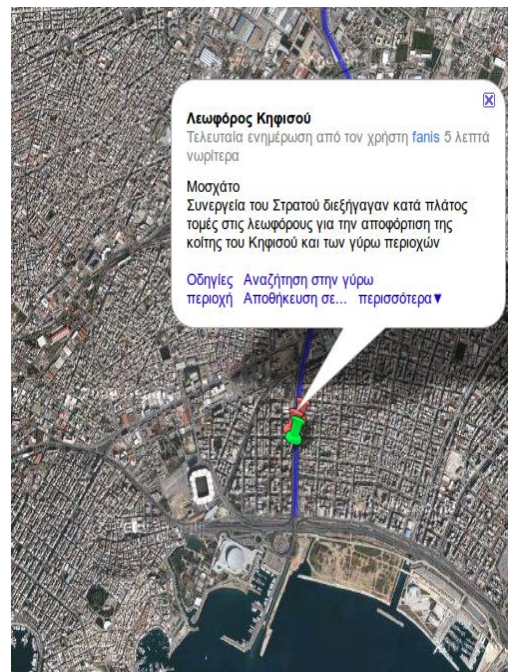 Λεωφόρος Κηφισού
Τελευταία ενημέρωση από τον χρήστη fanis 5 λεπτά
νωρίτερα
Μοσχάτο
Συνεργεία του Στρατού διεξήγαγαν κατά πλάτος
τομές στις λεωφόρους για την αποφόρτιση της
κοίτης του Κηφισού και των γύρω περιοχών
Οδηγίες Αναζήτηση στην γύρω
περιοχή Αποθήκευση σε... περισσότερα▼